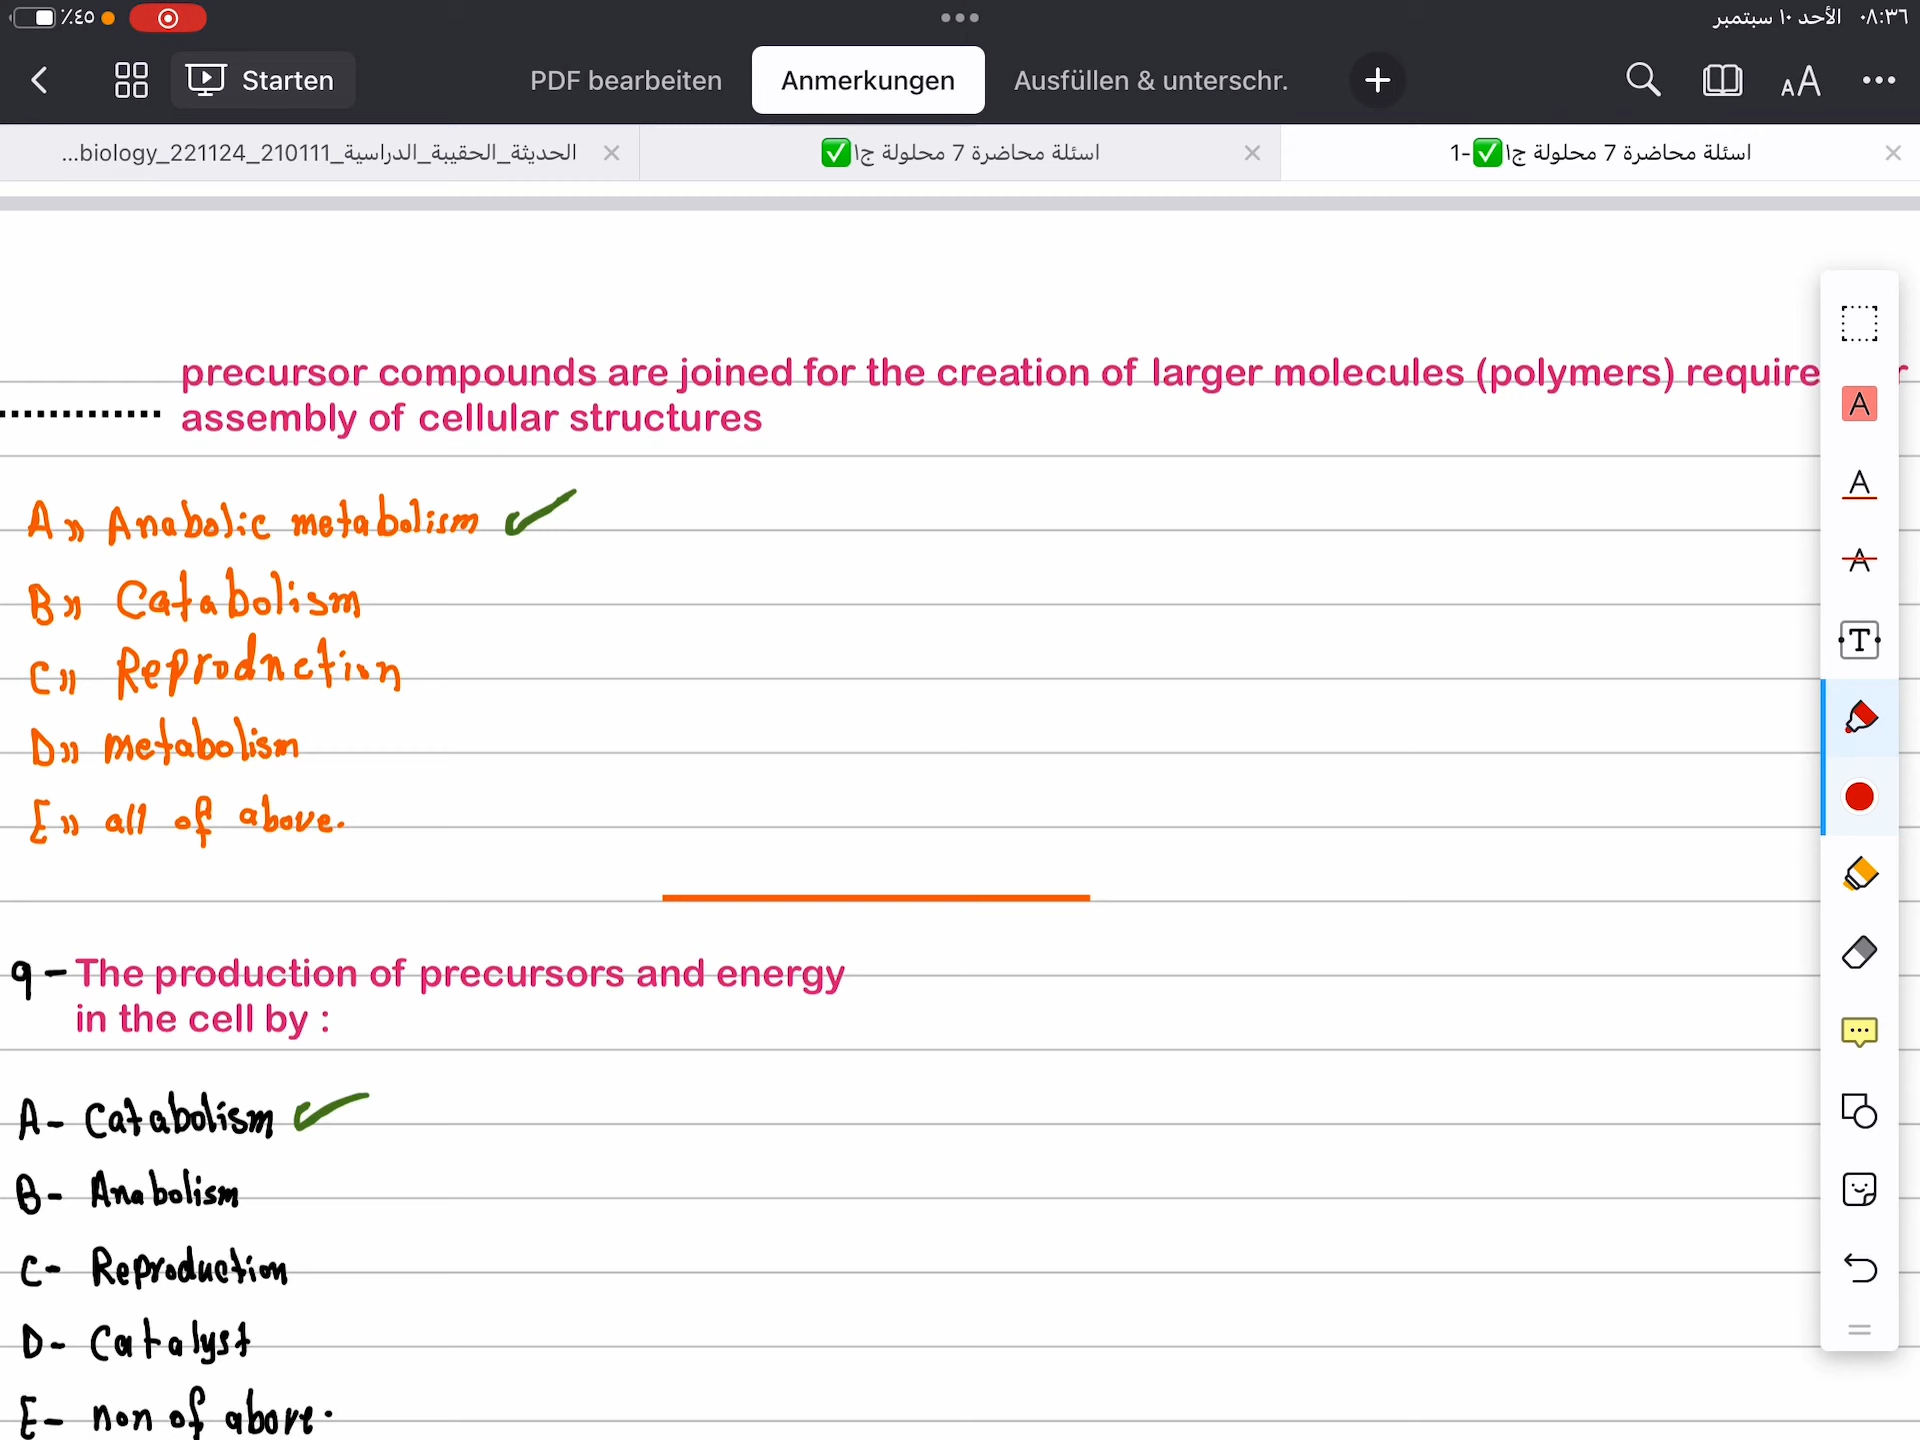 ٪٤٥
٠٨:٣٦ الأحد ١٠ سبتمبر
Starten
PDF bearbeiten
Anmerkungen
Ausfüllen & unterschr.
...biology_221124_210111_الحديثة_الحقيبة_الدراسية
اسئلة محاضرة 7 محلولة ج١✅
اسئلة محاضرة 7 محلولة ج١✅-1
precursor compounds are joined for the creation of larger molecules (polymers) require
............. assembly of cellular structures
A» Anabolic metabolism ✓
B» Catabolism
C» Reproduction
D» metabolism
E» all of above.
9- The production of precursors and energy
in the cell by :
A- Catabolism ✓
B- Anabolism
C- Reproduction
D- Catalyst
E- non of above.